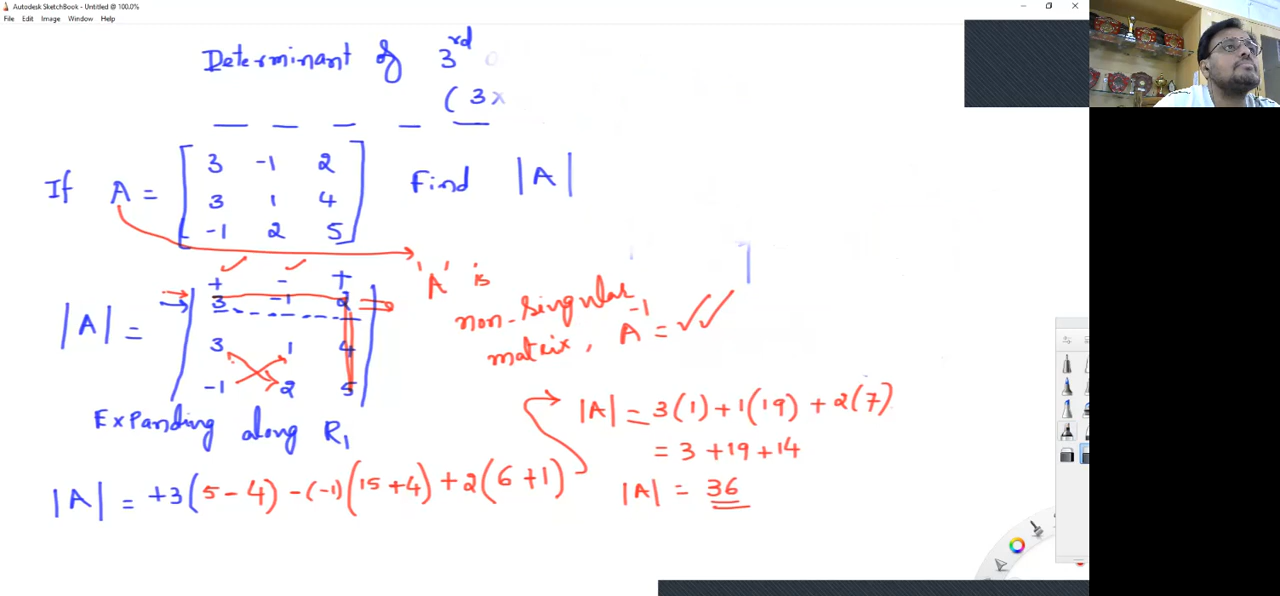 Autodesk SketchBook - Untitled @ 100.0%
File Edit Image Window Help
Determinant of 3rd
(3x
If A = [ 3 -1 2
3 1 4
-1 2 5 ] Find |A|
'A' is non-singular matrix, A-1 = ✓✓
+ - +
|A| = | 3 -1 2
3 1 4
-1 2 5 |
Expanding along R1
|A| = +3(5-4) -(-1)(15+4) +2(6+1)
|A| = 3(1)+1(19)+2(7)
= 3+19+14
|A| = 36